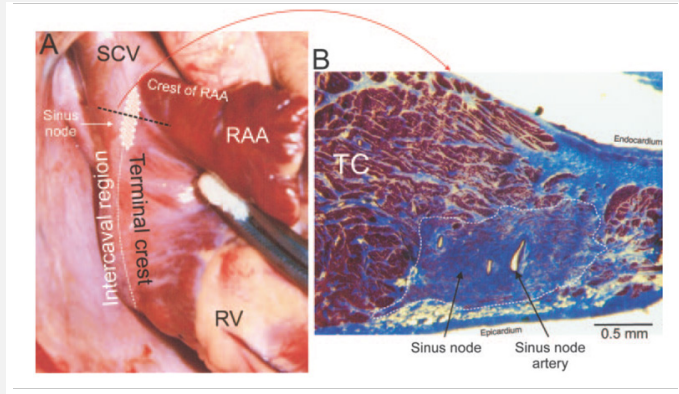 A
SCV
Crest of RAA
Sinus
node
RAA
Intercaval region
Terminal crest
RV
B
Endocardium
TC
Epicardium
0.5 mm
Sinus node
Sinus node
artery